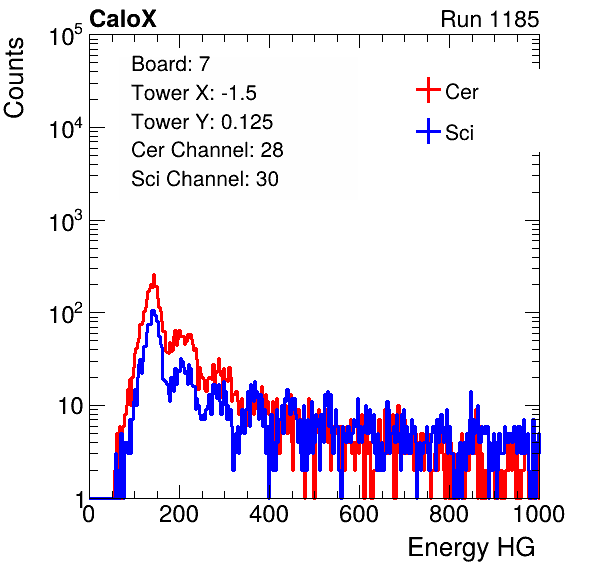 CaloX Run 1185
Counts
10^5
10^4
10^3
10^2
10
1
Board: 7
Tower X: -1.5
Tower Y: 0.125
Cer Channel: 28
Sci Channel: 30
Cer
Sci
0 200 400 600 800 1000
Energy HG